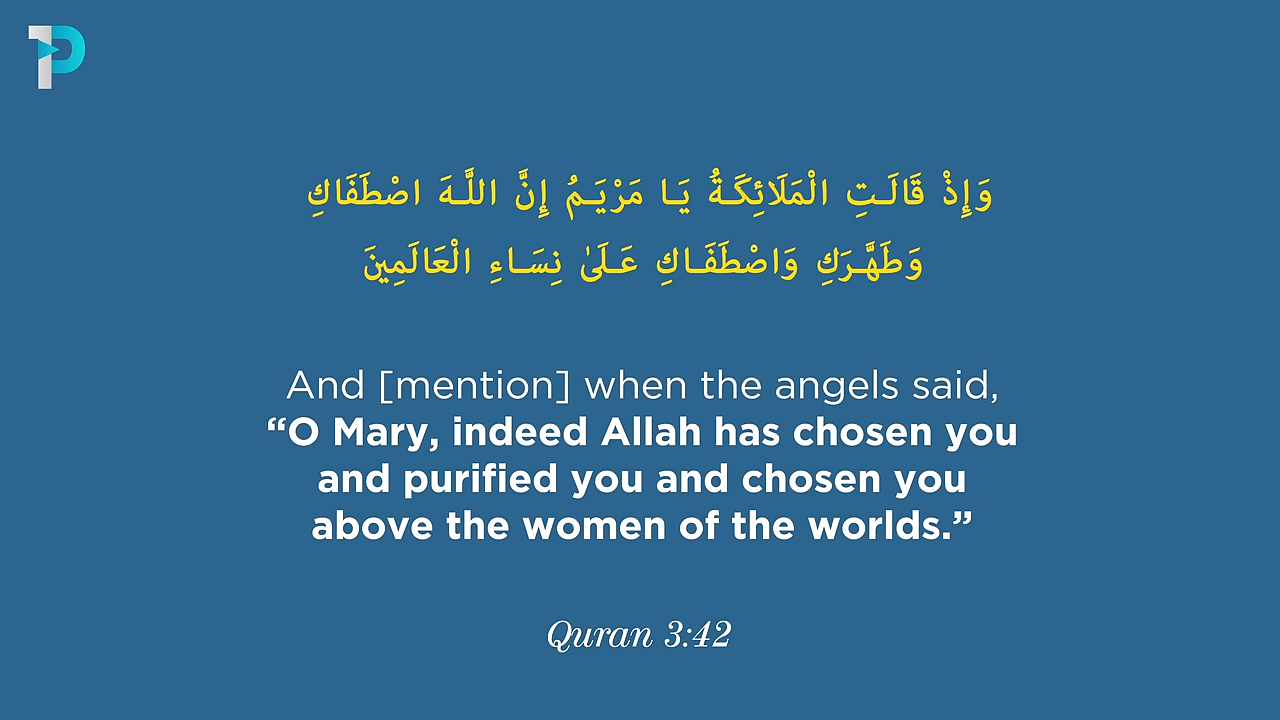 وَإِذْ قَالَتِ الْمَلَائِكَةُ يَا مَرْيَمُ إِنَّ اللَّهَ اصْطَفَاكِ
وَطَهَّرَكِ وَاصْطَفَاكِ عَلَىٰ نِسَاءِ الْعَالَمِينَ
And [mention] when the angels said,
“O Mary, indeed Allah has chosen you
and purified you and chosen you
above the women of the worlds.”
Quran 3:42